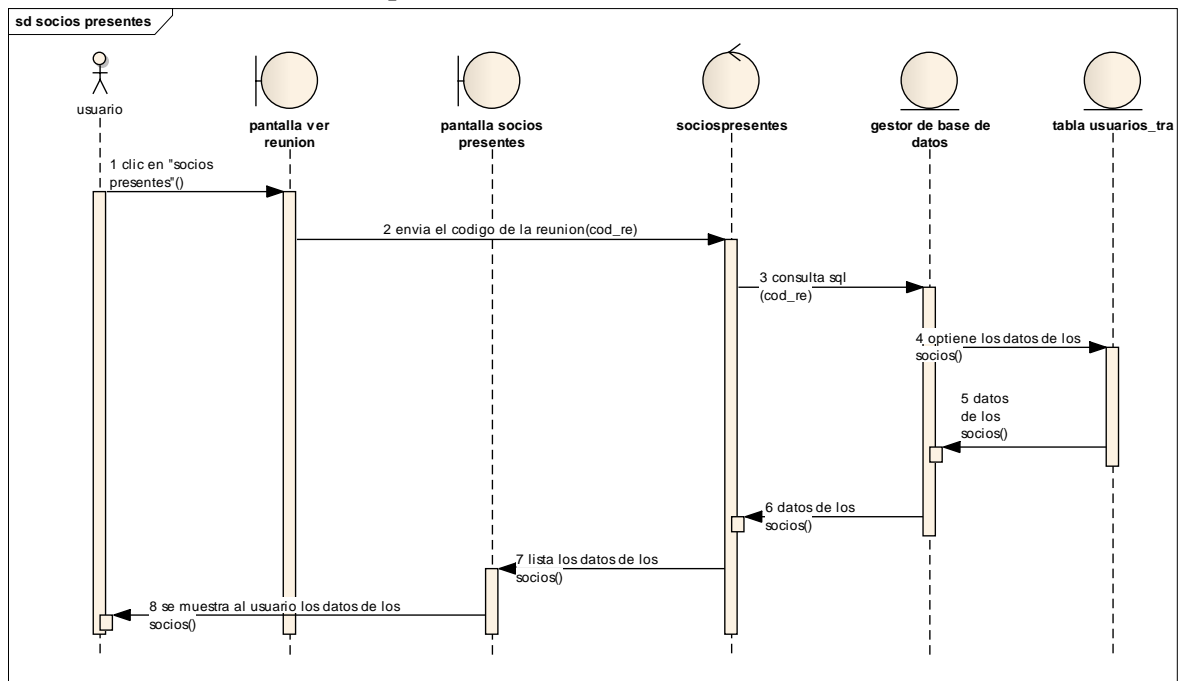 sd socios presentes
usuario
pantalla ver
reunion
pantalla socios
presentes
sociospresentes
gestor de base de
datos
tabla usuarios_tra
1 clic en "socios
presentes"()
2 envia el codigo de la reunion(cod_re)
3 consulta sql
(cod_re)
4 optiene los datos de los
socios()
5 datos
de los
socios()
6 datos de los
socios()
7 lista los datos de los
socios()
8 se muestra al usuario los datos de los
socios()